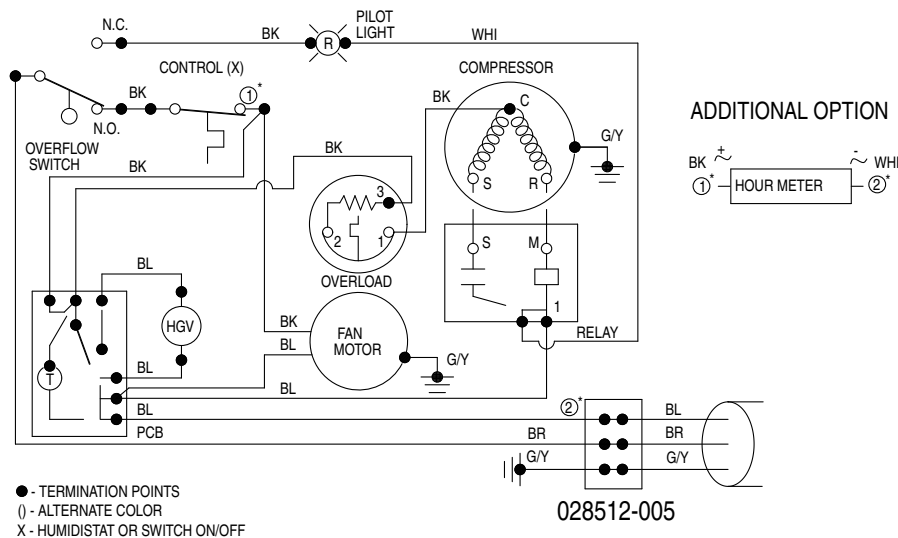 N.C.
BK
R
PILOT
LIGHT
WHI
CONTROL (X)
COMPRESSOR
BK
1*
N.O.
OVERFLOW
SWITCH
BK
BK
BK
C
S
R
G/Y
ADDITIONAL OPTION
BK + ~
- ~ WHI
1* HOUR METER 2*
3
2
1
OVERLOAD
S
M
1
RELAY
BL
HGV
BL
T
BK
BL
FAN
MOTOR
G/Y
BL
BL
PCB
2*
BL
BR
BR
G/Y
G/Y
028512-005
- TERMINATION POINTS
() - ALTERNATE COLOR
X - HUMIDISTAT OR SWITCH ON/OFF